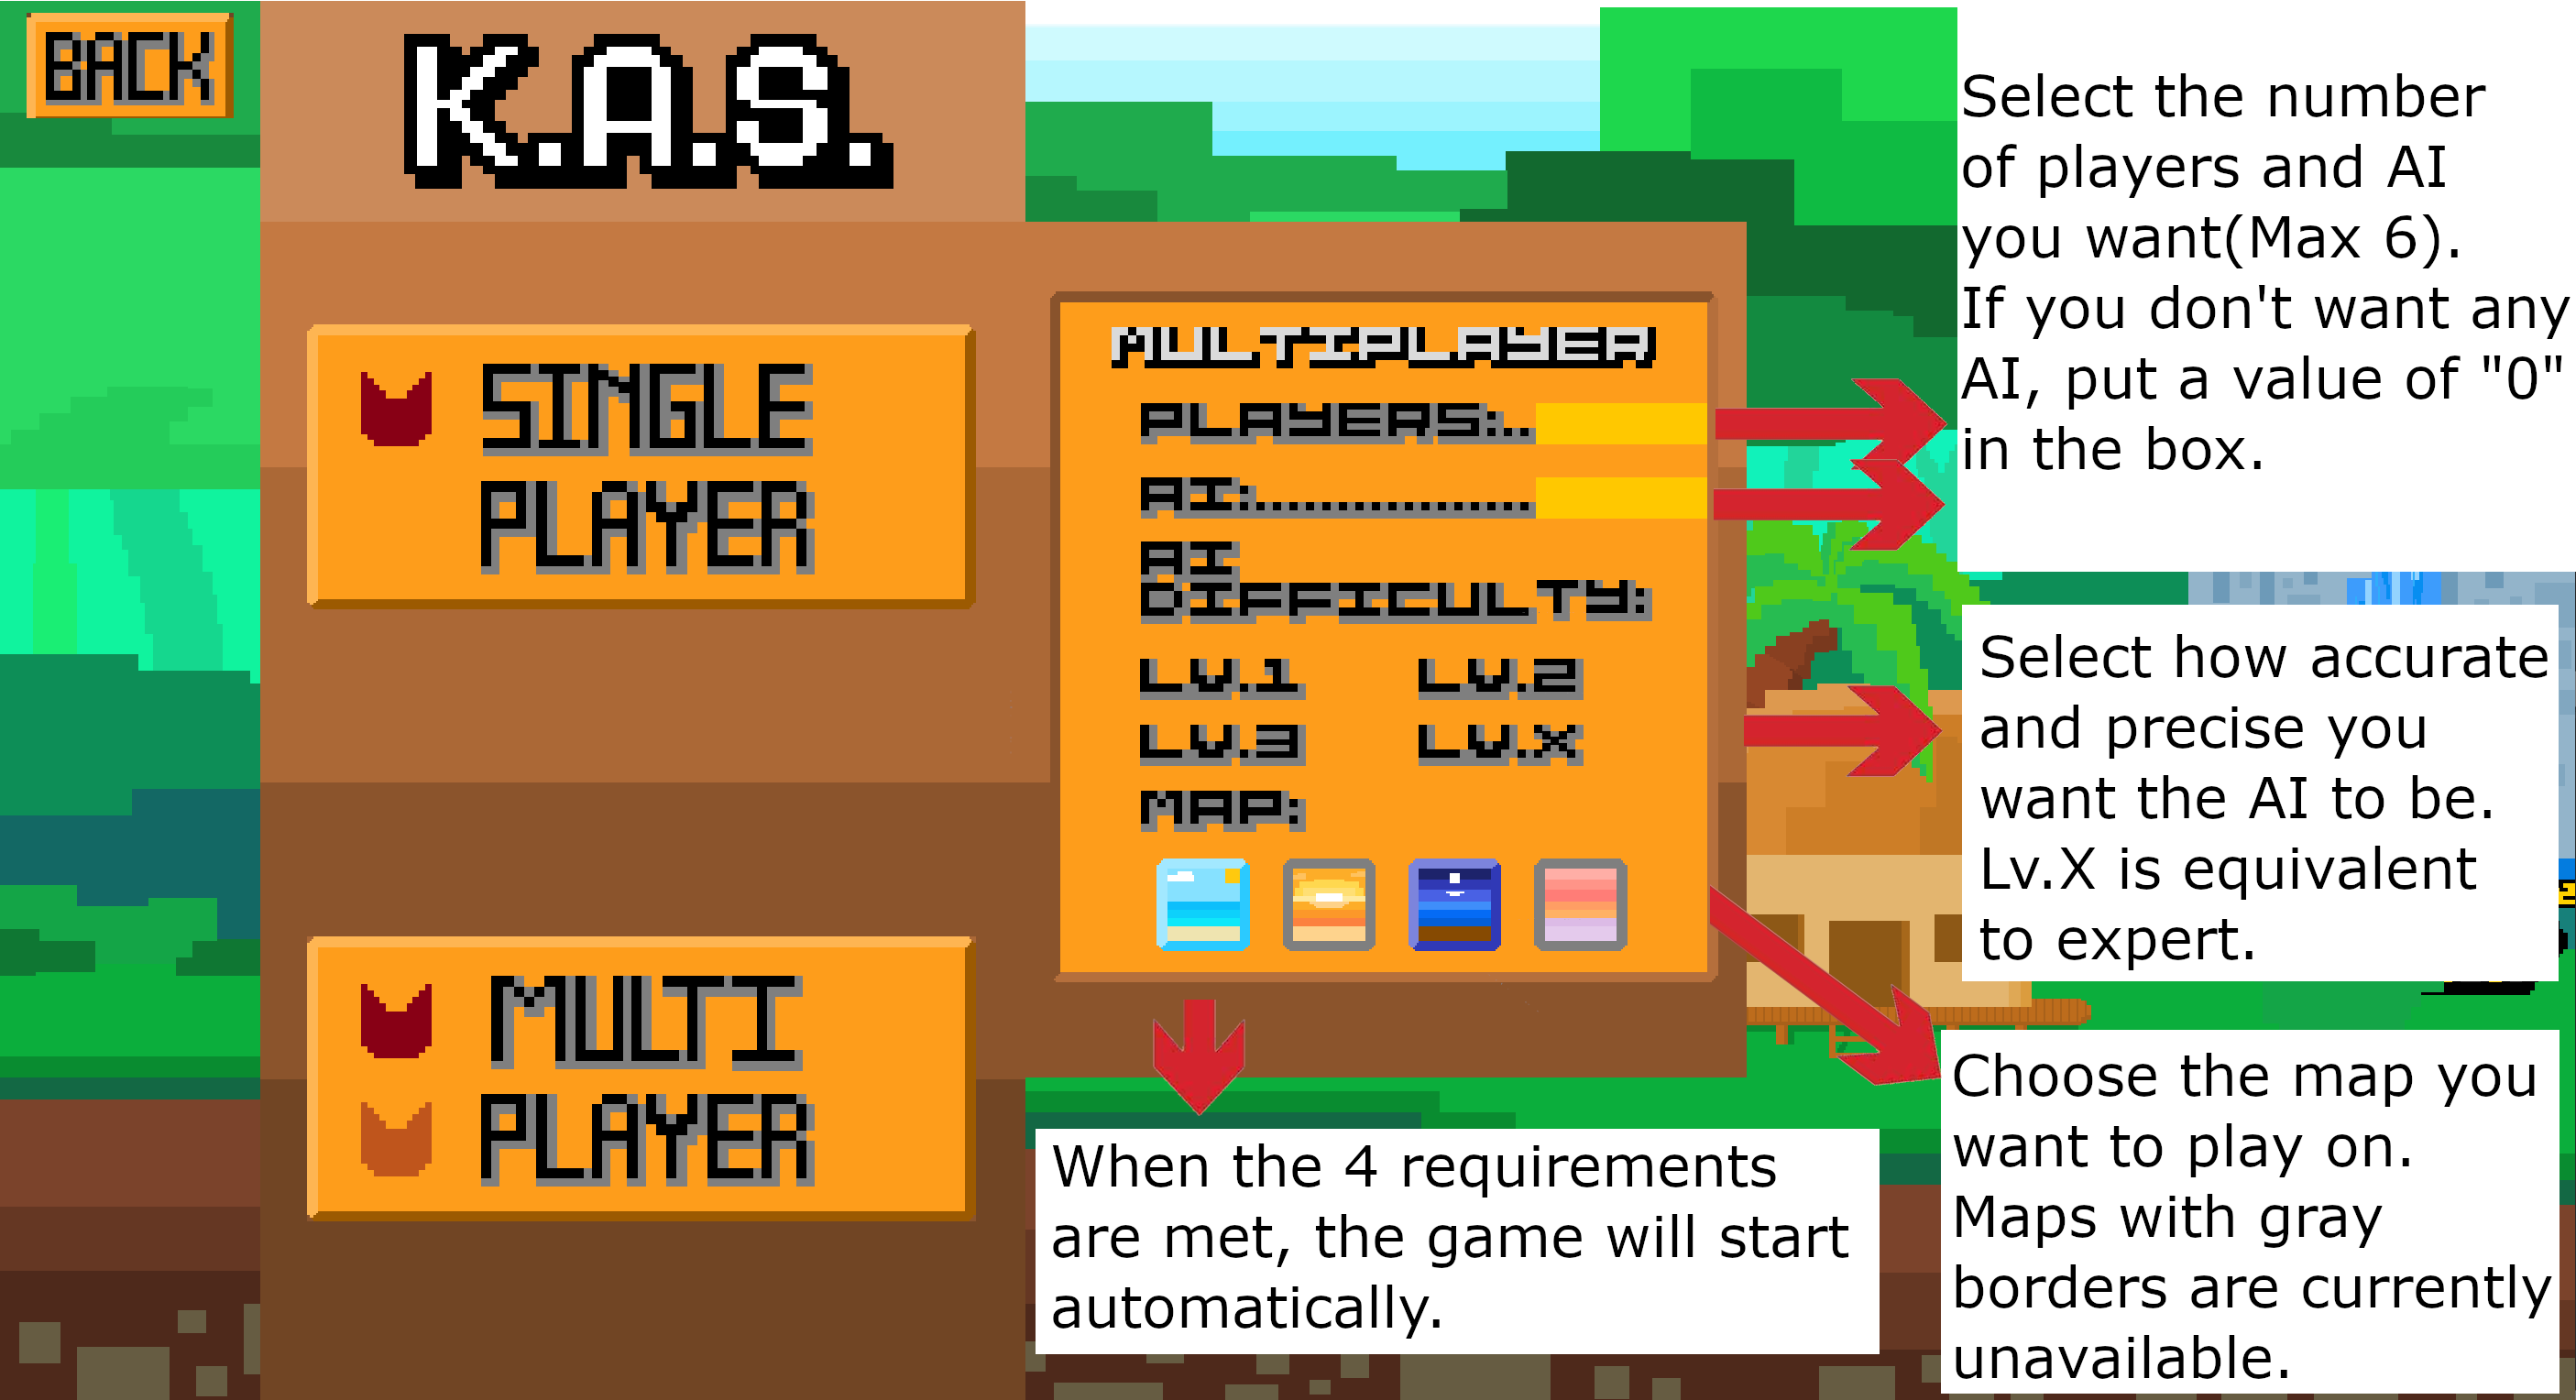 BACK
K.A.S.
SINGLE
PLAYER
MULTI
PLAYER
MULTIPLAYER
PLAYERS:..
AI:.................
AI
DIFFICULTY:
LV.1 LV.2
LV.3 LV.X
MAP:
Select the number
of players and AI
you want(Max 6).
If you don't want any
AI, put a value of "0"
in the box.
Select how accurate
and precise you
want the AI to be.
Lv.X is equivalent
to expert.
Choose the map you
want to play on.
Maps with gray
borders are currently
unavailable.
When the 4 requirements
are met, the game will start
automatically.